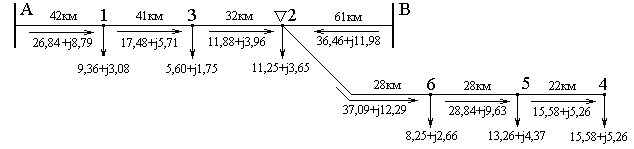 A 42км 1 41км 3 32км ▽2 61км B
26,84+j8,79 17,48+j5,71 11,88+j3,96 36,46+j11,98
9,36+j3,08 5,60+j1,75 11,25+j3,65
28км 6 28км 5 22км 4
37,09+j12,29 28,84+j9,63 15,58+j5,26
8,25+j2,66 13,26+j4,37 15,58+j5,26